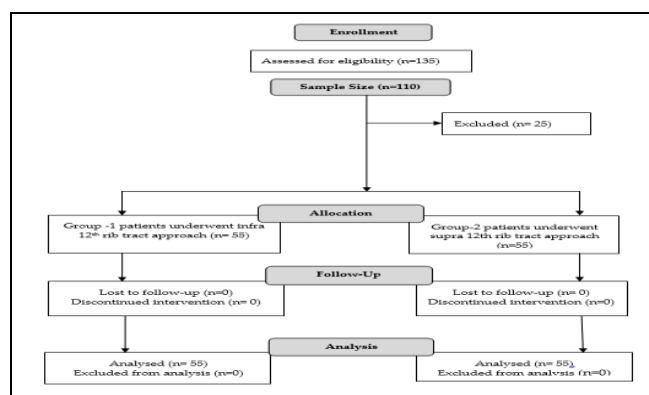 Enrollment
Assessed for eligibility (n=135)
Sample Size (n=110)
Excluded (n= 25)
Allocation
Group -1 patients underwent infra
12th rib tract approach (n= 55)
Group-2 patients underwent
supra 12th rib tract approach
(n=55)
Follow-Up
Lost to follow-up (n=0)
Discontinued intervention (n= 0)
Lost to follow-up (n= 0)
Discontinued intervention (n=0)
Analysis
Analysed (n= 55)
Excluded from analysis (n=0)
Analysed (n= 55)
Excluded from analysis (n=0)